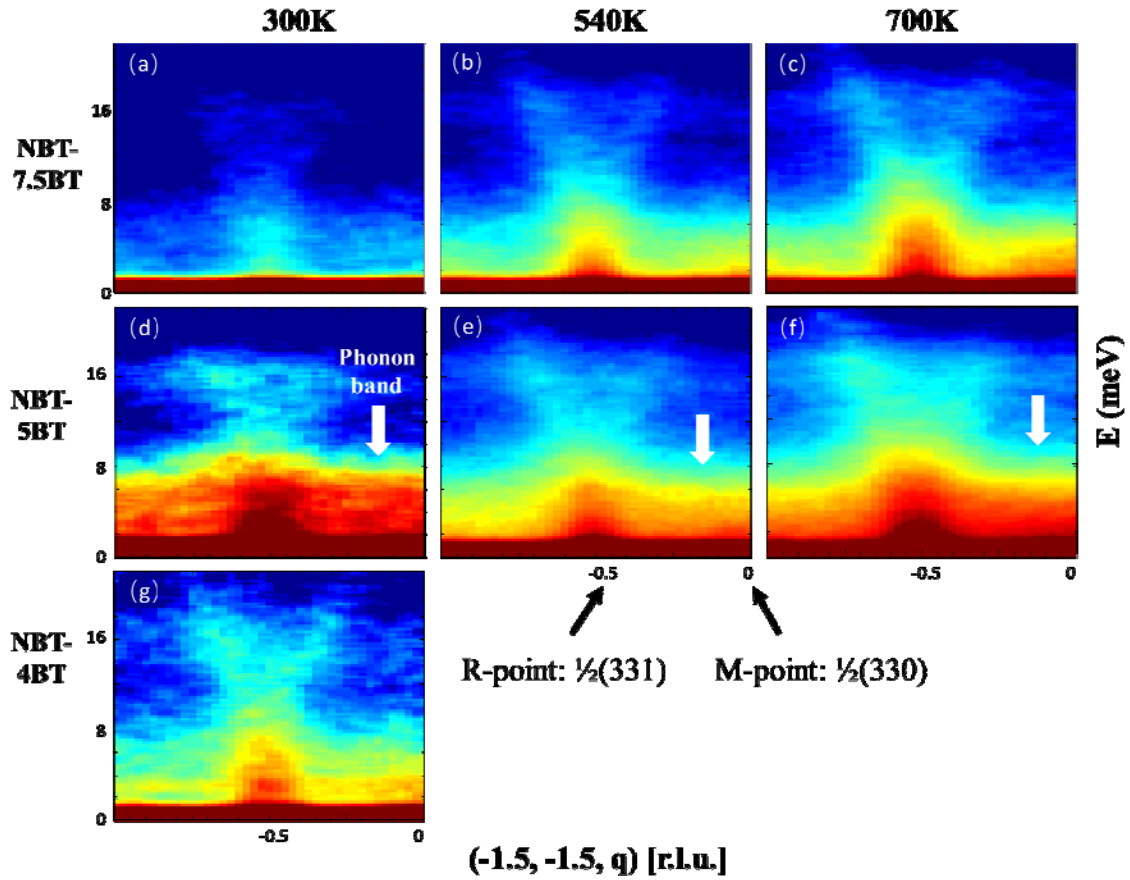 300K 540K 700K
(a) (b) (c)
16
NBT-
7.5BT
8
0
(d) (e) (f)
Phonon
band
16
NBT-
5BT
8
0
E (meV)
-0.5 0 -0.5 0
(g)
16
NBT-
4BT
8
0
R-point: ½(331) M-point: ½(330)
-0.5 0
(-1.5, -1.5, q) [r.l.u.]